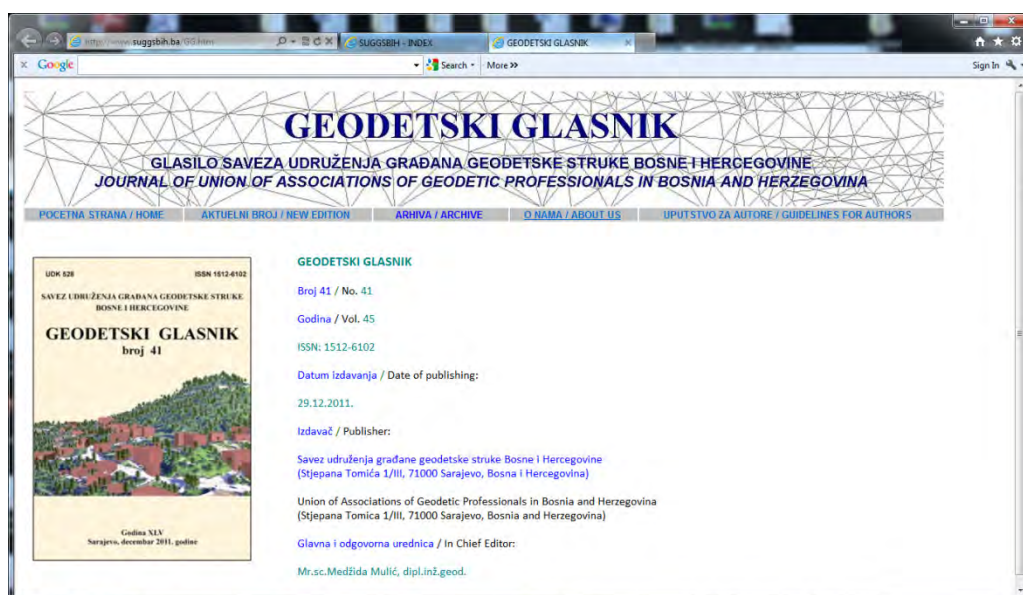 http://www.suggsbih.ba/GG.htm
SUGGSBIH - INDEX
GEODETSKI GLASNIK
x Google
Search
More »
Sign In
GEODETSKI GLASNIK
GLASILO SAVEZA UDRUŽENJA GRAĐANA GEODETSKE STRUKE BOSNE I HERCEGOVINE
JOURNAL OF UNION OF ASSOCIATIONS OF GEODETIC PROFESSIONALS IN BOSNIA AND HERZEGOVINA
POCETNA STRANA / HOME
AKTUELNI BROJ / NEW EDITION
ARHIVA / ARCHIVE
O NAMA / ABOUT US
UPUTSTVO ZA AUTORE / GUIDELINES FOR AUTHORS
UDK 528
ISSN 1512-6102
SAVEZ UDRUŽENJA GRAĐANA GEODETSKE STRUKE
BOSNE I HERCEGOVINE
GEODETSKI GLASNIK
broj 41
Godina XLV
Sarajevo, decembar 2011. godine
GEODETSKI GLASNIK
Broj 41 / No. 41
Godina / Vol. 45
ISSN: 1512-6102
Datum izdavanja / Date of publishing:
29.12.2011.
Izdavač / Publisher:
Savez udruženja građane geodetske struke Bosne i Hercegovine
(Stjepana Tomića 1/III, 71000 Sarajevo, Bosna i Hercegovina)
Union of Associations of Geodetic Professionals in Bosnia and Herzegovina
(Stjepana Tomica 1/III, 71000 Sarajevo, Bosnia and Herzegovina)
Glavna i odgovorna urednica / In Chief Editor:
Mr.sc.Medžida Mulić, dipl.inž.geod.